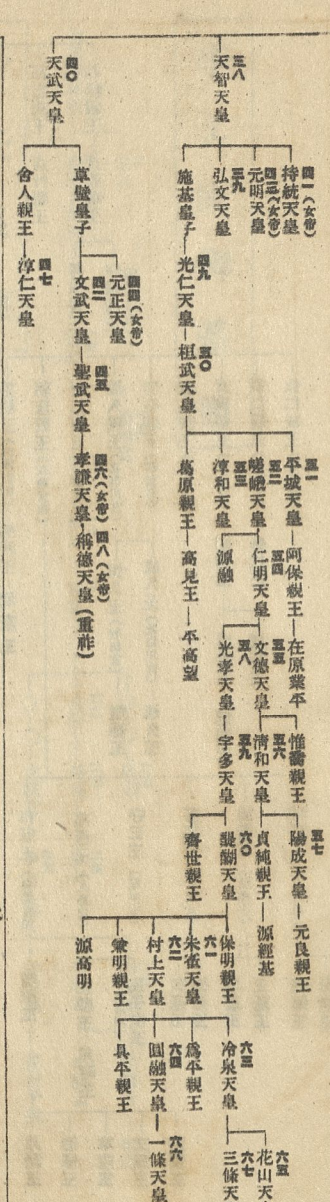 三八
天智天皇
四一(女帝)
持統天皇
四三(女帝)
元明天皇
三九
弘文天皇
施基皇子
四九
光仁天皇
五〇
桓武天皇
五一
平城天皇
阿保親王
在原業平
五二
嵯峨天皇
五四
仁明天皇
五五
文德天皇
惟喬親王
五六
淸和天皇
五七
陽成天皇
元良親王
貞純親王
源經基
五八
光孝天皇
五九
宇多天皇
六〇
醍醐天皇
保明親王
六一
朱雀天皇
六二
村上天皇
六三
冷泉天皇
六五
花山天
六七
三條天
爲平親王
六四
圓融天皇
六六
一條天皇
具平親王
兼明親王
源高明
齊世親王
源融
五三
淳和天皇
葛原親王
高見王
平高望
四〇
天武天皇
草壁皇子
四四(女帝)
元正天皇
四二
文武天皇
四五
聖武天皇
四六(女帝)
孝謙天皇
四八(女帝)
稱德天皇(重祚)
舍人親王
四七
淳仁天皇